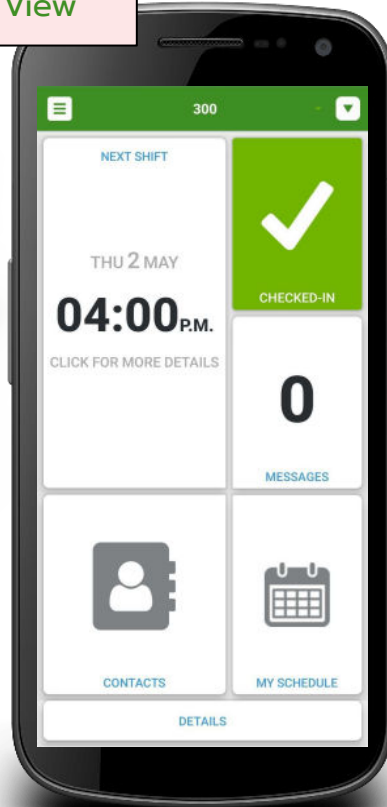 View
300
NEXT SHIFT
THU 2 MAY
04:00 P.M.
CLICK FOR MORE DETAILS
CHECKED-IN
0
MESSAGES
CONTACTS
MY SCHEDULE
DETAILS